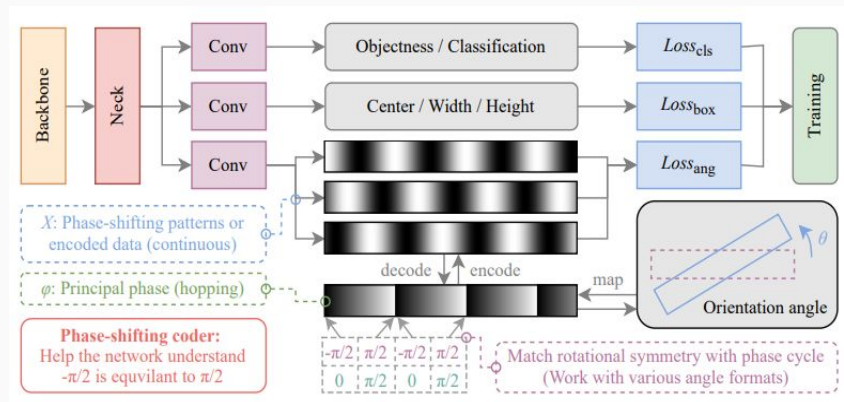 Backbone
Neck
Conv
Objectness / Classification
Loss_cls
Conv
Center / Width / Height
Loss_box
Conv
Loss_ang
Training
X: Phase-shifting patterns or
encoded data (continuous)
decode
encode
map
θ
Orientation angle
φ: Principal phase (hopping)
Phase-shifting coder:
Help the network understand
-π/2 is equvilant to π/2
-π/2 π/2 -π/2 π/2
0 π/2 0 π/2
Match rotational symmetry with phase cycle
(Work with various angle formats)